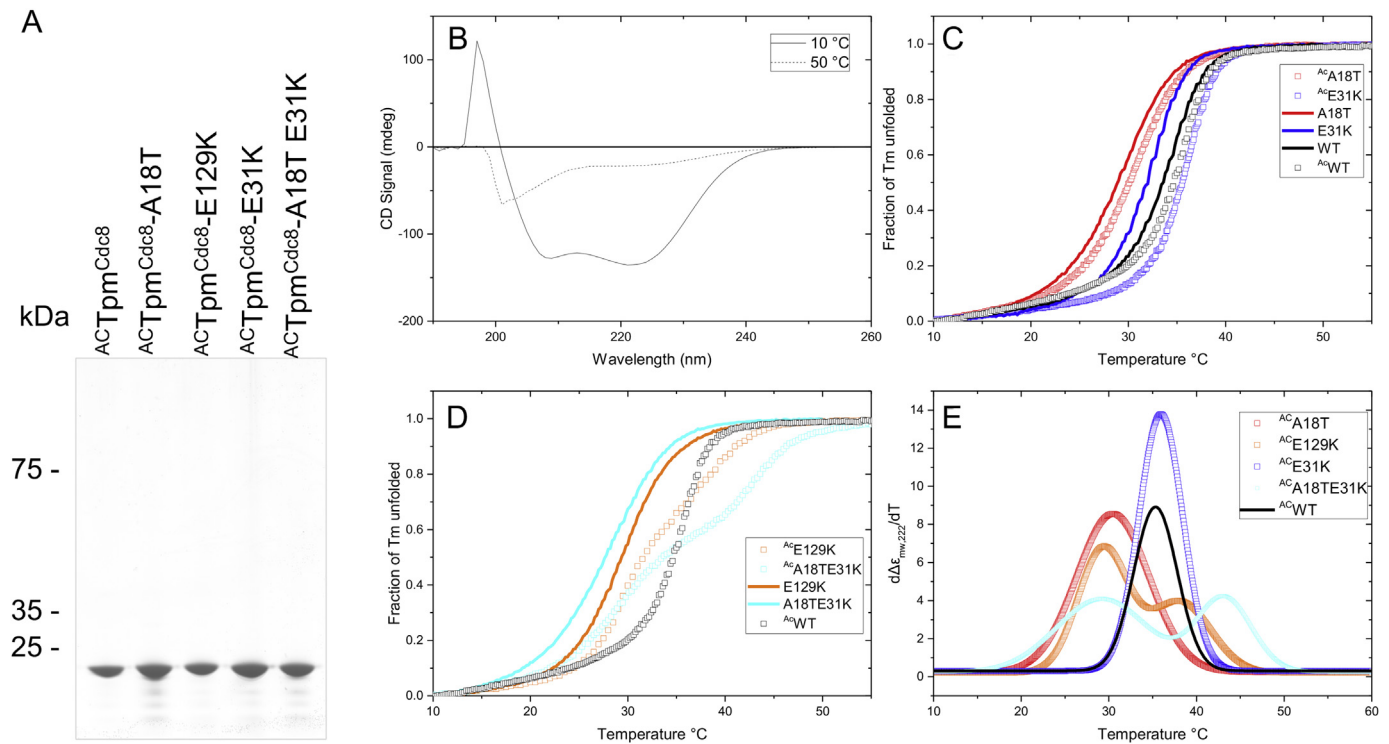 A
kDa
ACTpmCdc8
ACTpmCdc8-A18T
ACTpmCdc8-E129K
ACTpmCdc8-E31K
ACTpmCdc8-A18T E31K
75 -
35 -
25 -
B
10 °C
50 °C
CD Signal (mdeg)
100
0
-100
-200
200 220 240 260
Wavelength (nm)
C
AcA18T
AcE31K
A18T
E31K
WT
AcWT
Fraction of Tm unfolded
1.0
0.8
0.6
0.4
0.2
0.0
10 20 30 40 50
Temperature °C
D
AcE129K
AcA18TE31K
E129K
A18TE31K
AcWT
Fraction of Tm unfolded
1.0
0.8
0.6
0.4
0.2
0.0
10 20 30 40 50
Temperature °C
E
ACA18T
ACE129K
ACE31K
ACA18TE31K
ACWT
dΔεmw,222/dT
14
12
10
8
6
4
2
0
10 20 30 40 50 60
Temperature °C